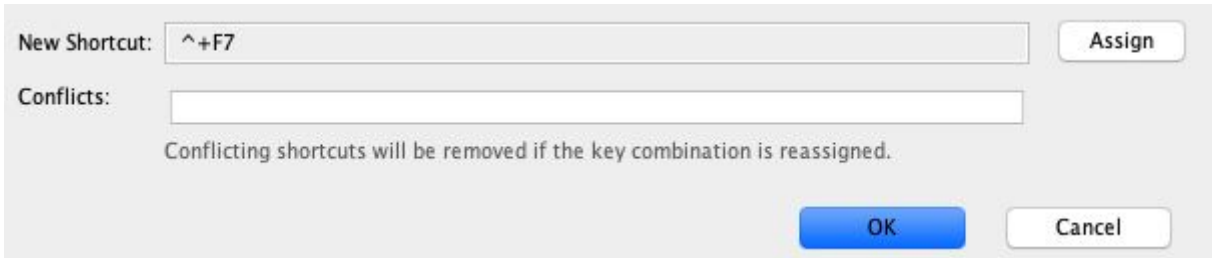 New Shortcut: ^+F7 Assign
Conflicts:
Conflicting shortcuts will be removed if the key combination is reassigned.
OK Cancel